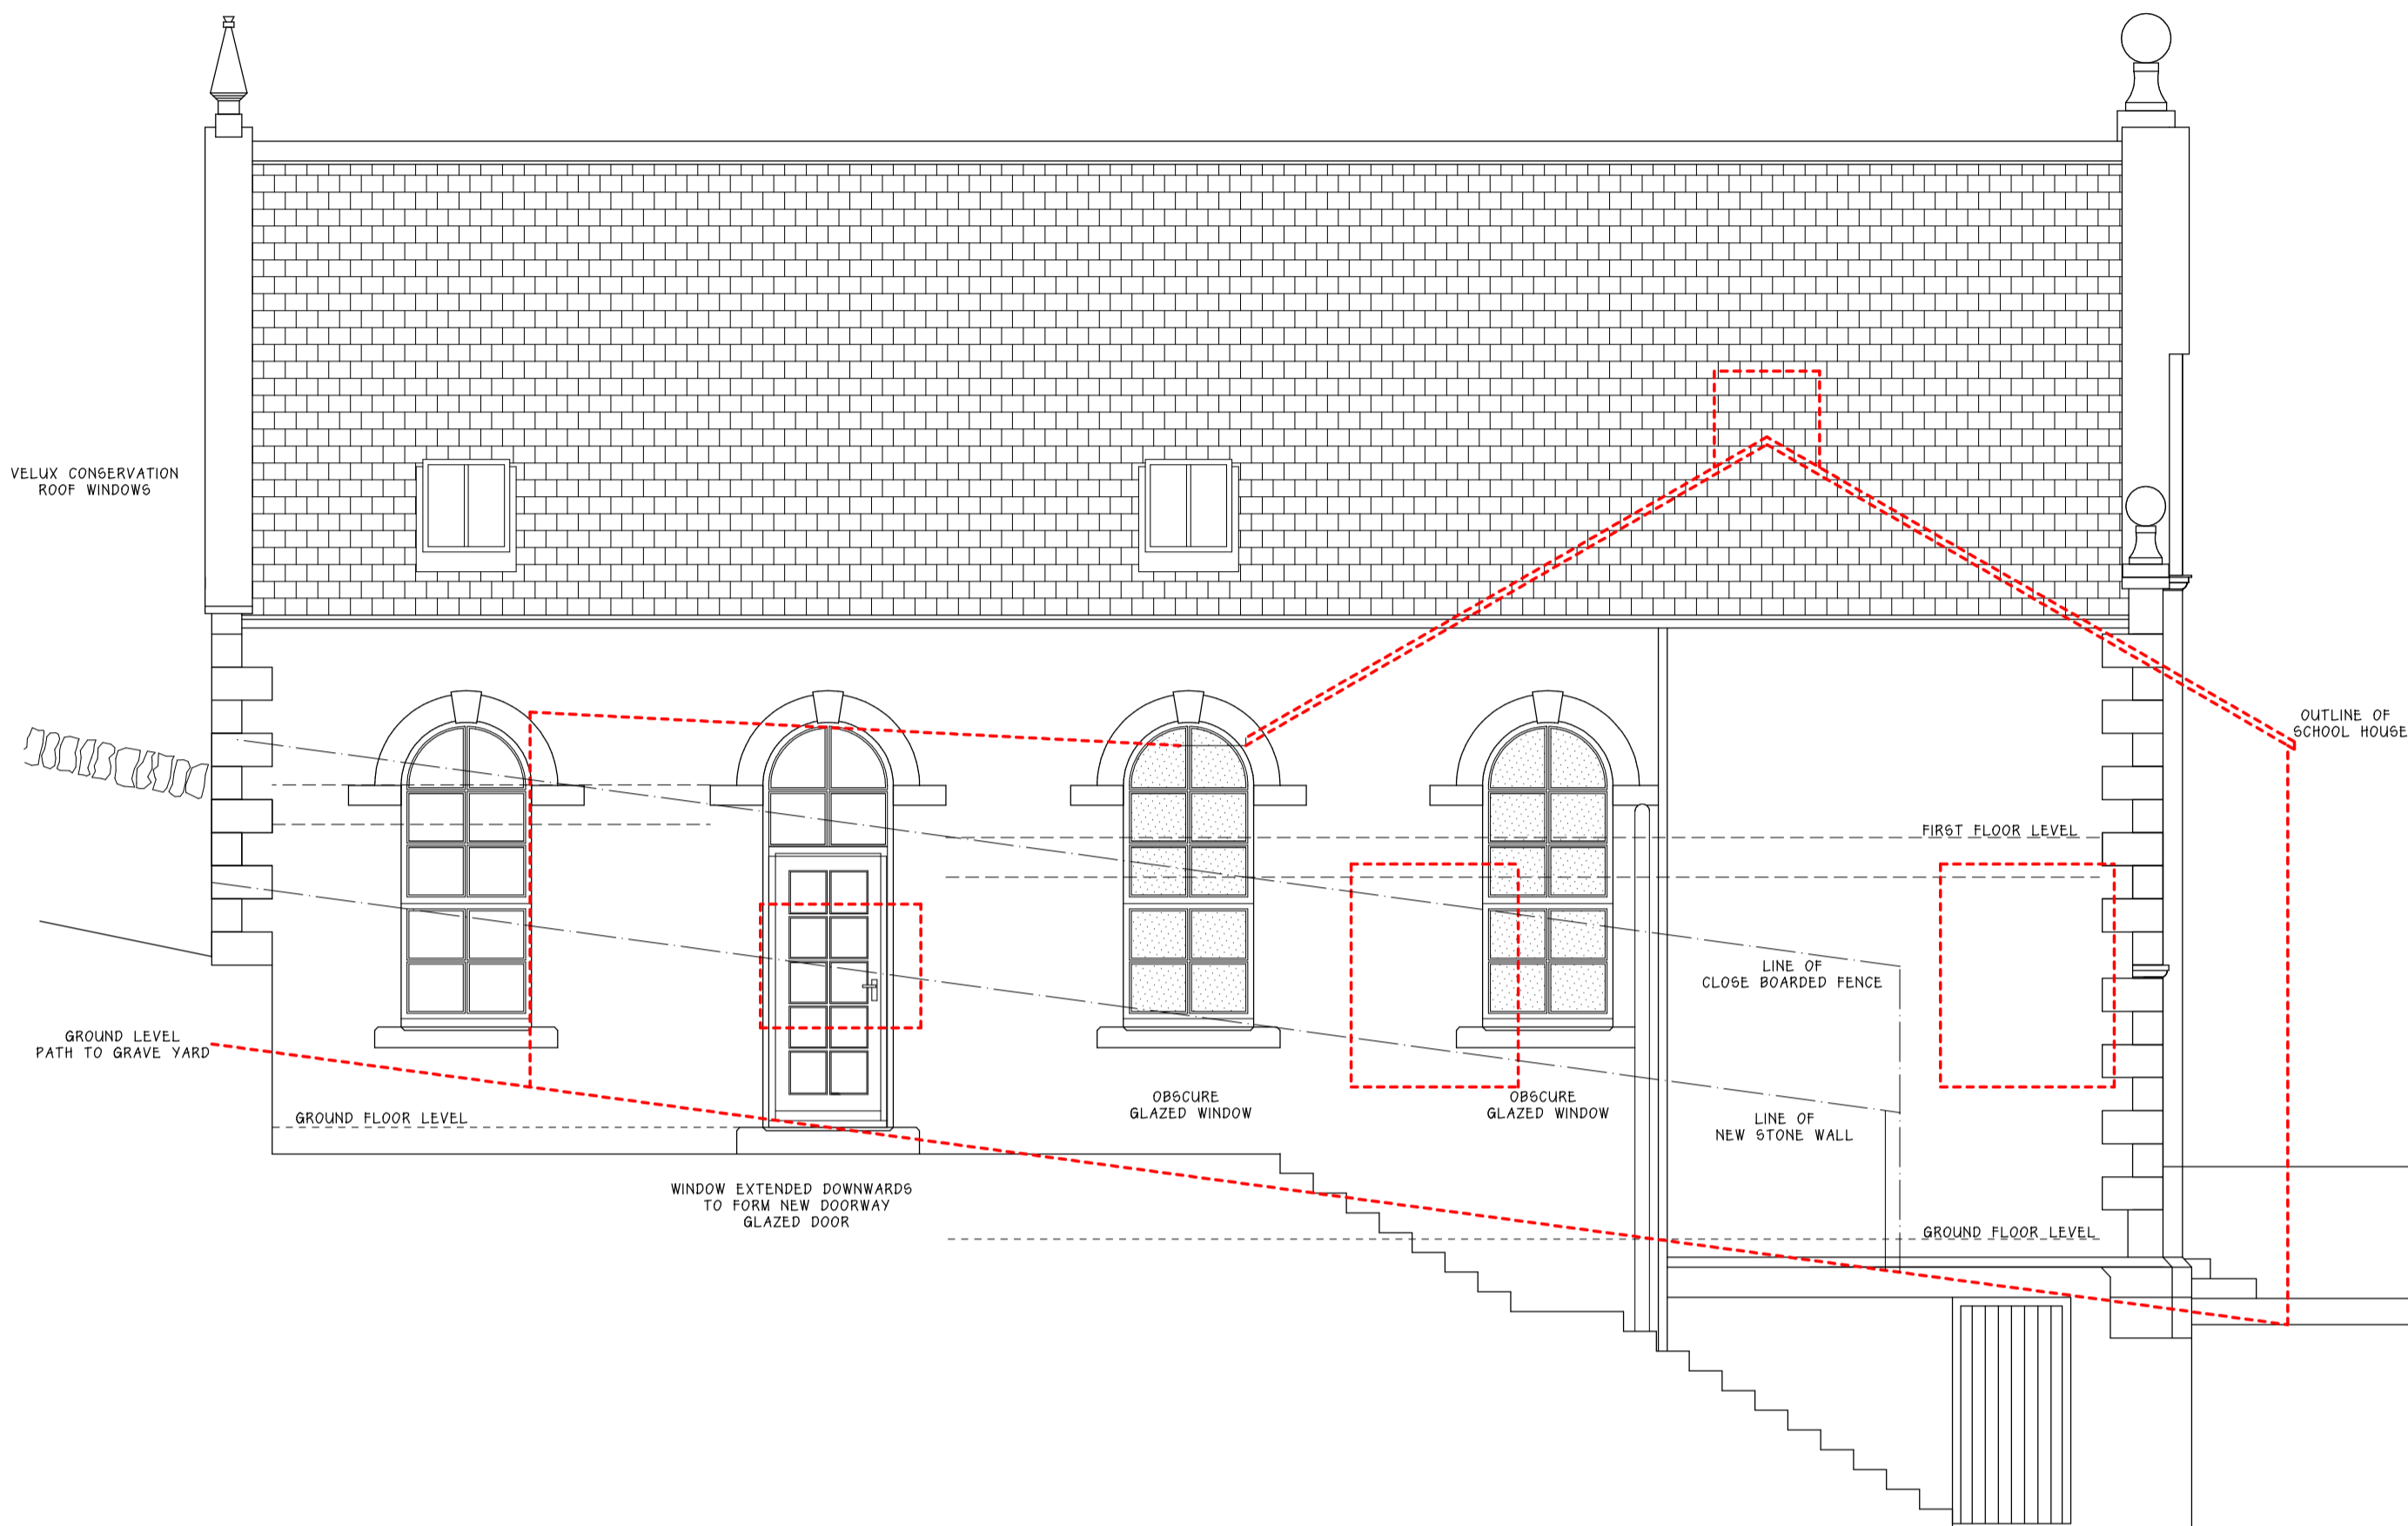 VELUX CONSERVATION
ROOF WINDOWS
OUTLINE OF
SCHOOL HOUSE
FIRST FLOOR LEVEL
LINE OF
CLOSE BOARDED FENCE
GROUND LEVEL
PATH TO GRAVE YARD
GROUND FLOOR LEVEL
OBSCURE
GLAZED WINDOW
OBSCURE
GLAZED WINDOW
LINE OF
NEW STONE WALL
WINDOW EXTENDED DOWNWARDS
TO FORM NEW DOORWAY
GLAZED DOOR
GROUND FLOOR LEVEL